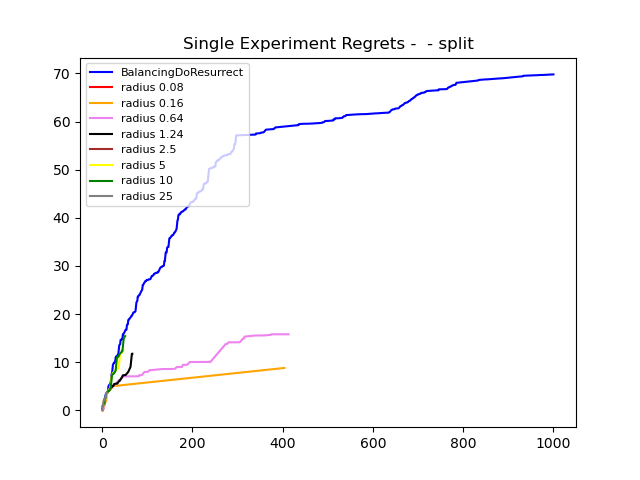 Single Experiment Regrets -  - split
BalancingDoResurrect
radius 0.08
radius 0.16
radius 0.64
radius 1.24
radius 2.5
radius 5
radius 10
radius 25
70
60
50
40
30
20
10
0
0 200 400 600 800 1000